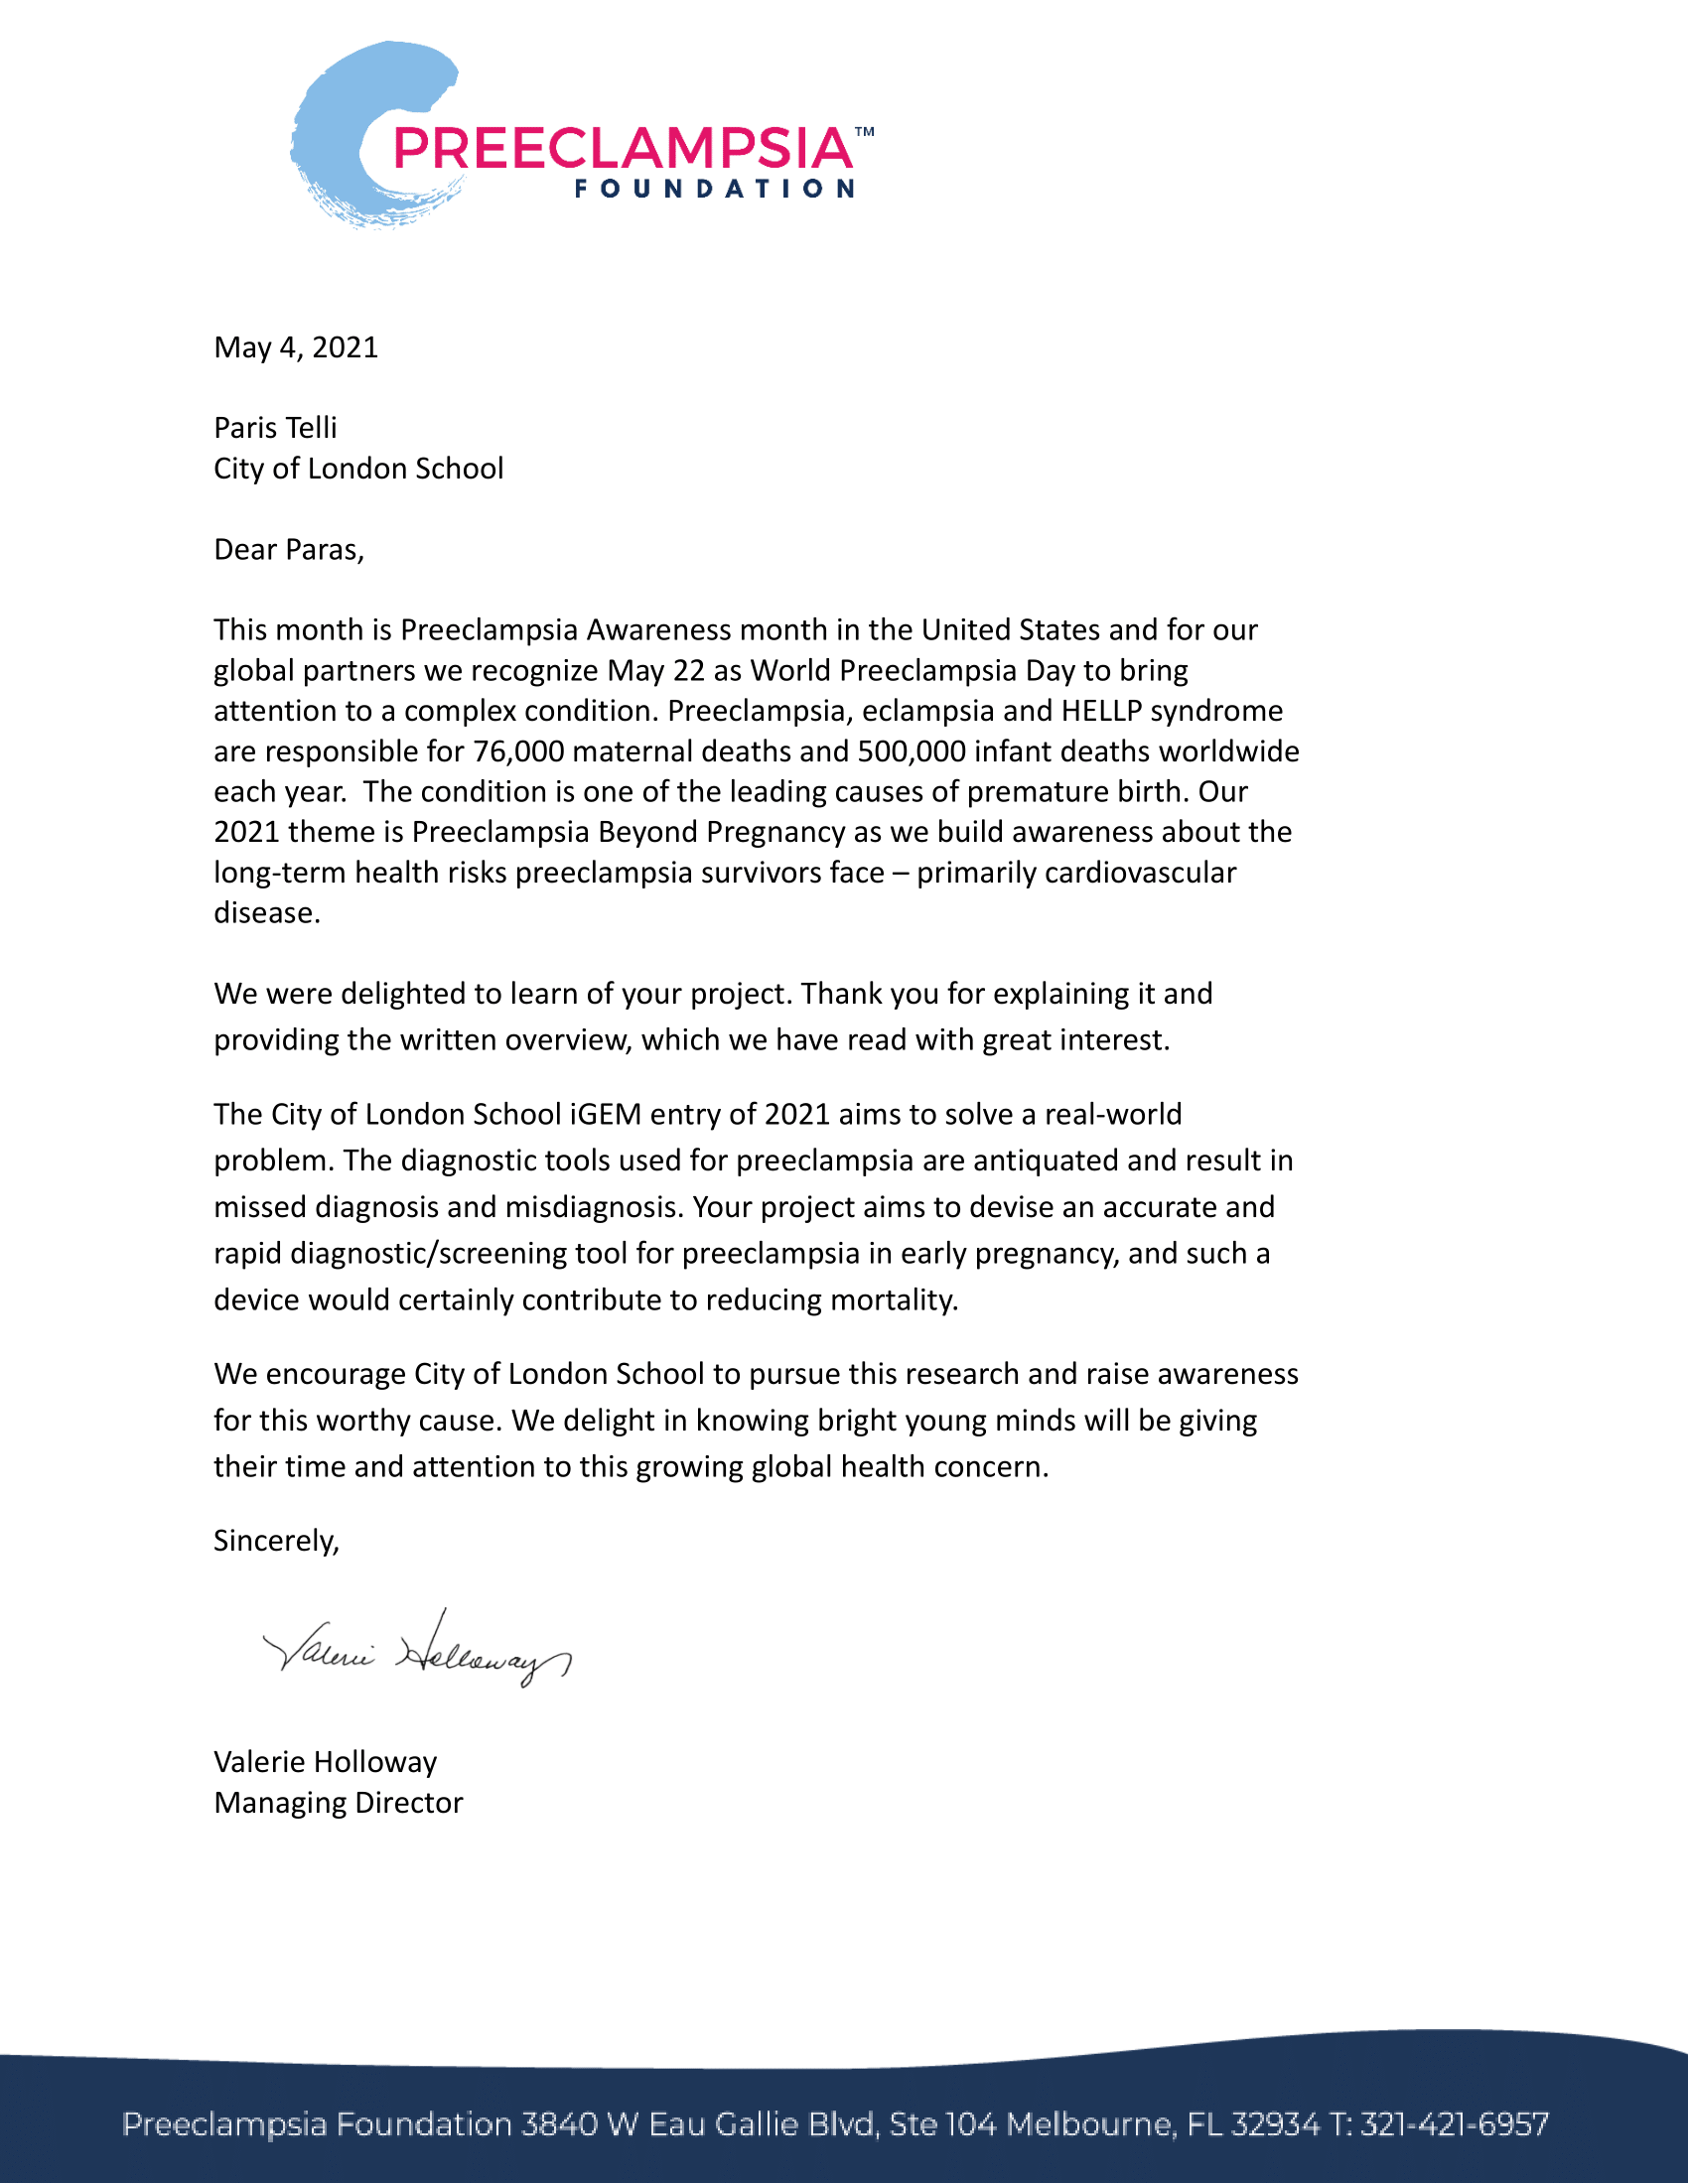 PREECLAMPSIA™
FOUNDATION
May 4, 2021
Paris Telli
City of London School
Dear Paras,
This month is Preeclampsia Awareness month in the United States and for our
global partners we recognize May 22 as World Preeclampsia Day to bring
attention to a complex condition. Preeclampsia, eclampsia and HELLP syndrome
are responsible for 76,000 maternal deaths and 500,000 infant deaths worldwide
each year.  The condition is one of the leading causes of premature birth. Our
2021 theme is Preeclampsia Beyond Pregnancy as we build awareness about the
long-term health risks preeclampsia survivors face – primarily cardiovascular
disease.
We were delighted to learn of your project. Thank you for explaining it and
providing the written overview, which we have read with great interest.
The City of London School iGEM entry of 2021 aims to solve a real-world
problem. The diagnostic tools used for preeclampsia are antiquated and result in
missed diagnosis and misdiagnosis. Your project aims to devise an accurate and
rapid diagnostic/screening tool for preeclampsia in early pregnancy, and such a
device would certainly contribute to reducing mortality.
We encourage City of London School to pursue this research and raise awareness
for this worthy cause. We delight in knowing bright young minds will be giving
their time and attention to this growing global health concern.
Sincerely,
Valerie Holloway
Valerie Holloway
Managing Director
Preeclampsia Foundation 3840 W Eau Gallie Blvd, Ste 104 Melbourne, FL 32934 T: 321-421-6957